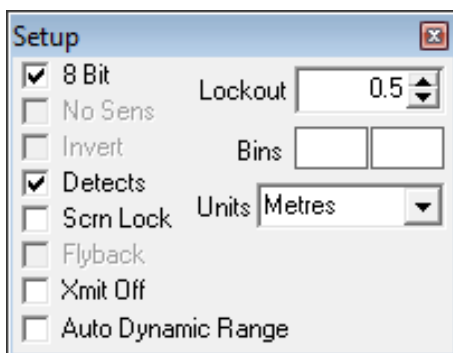 Setup
8 Bit
Lockout 0.5
No Sens
Invert
Bins
Detects
Units Metres
Scrn Lock
Flyback
Xmit Off
Auto Dynamic Range